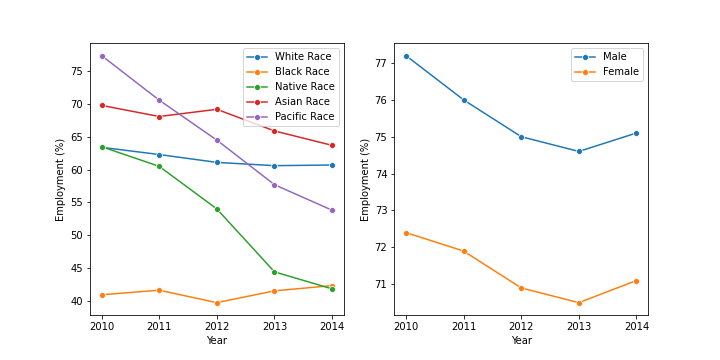 White Race
Black Race
Native Race
Asian Race
Pacific Race
75
70
65
60
55
50
45
40
Employment (%)
2010 2011 2012 2013 2014
Year
Male
Female
77
76
75
74
73
72
71
Employment (%)
2010 2011 2012 2013 2014
Year